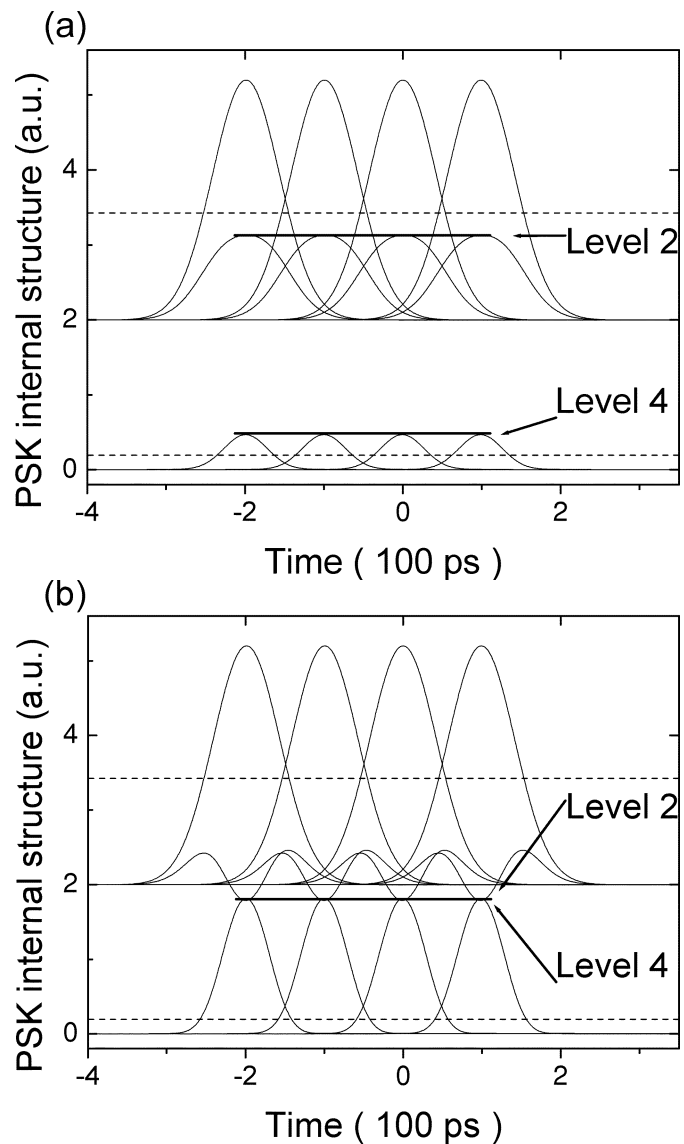 (a)
PSK internal structure (a.u.)
4
2
0
Level 2
Level 4
-4
-2
0
2
Time ( 100 ps )
(b)
PSK internal structure (a.u.)
4
2
0
Level 2
Level 4
-4
-2
0
2
Time ( 100 ps )